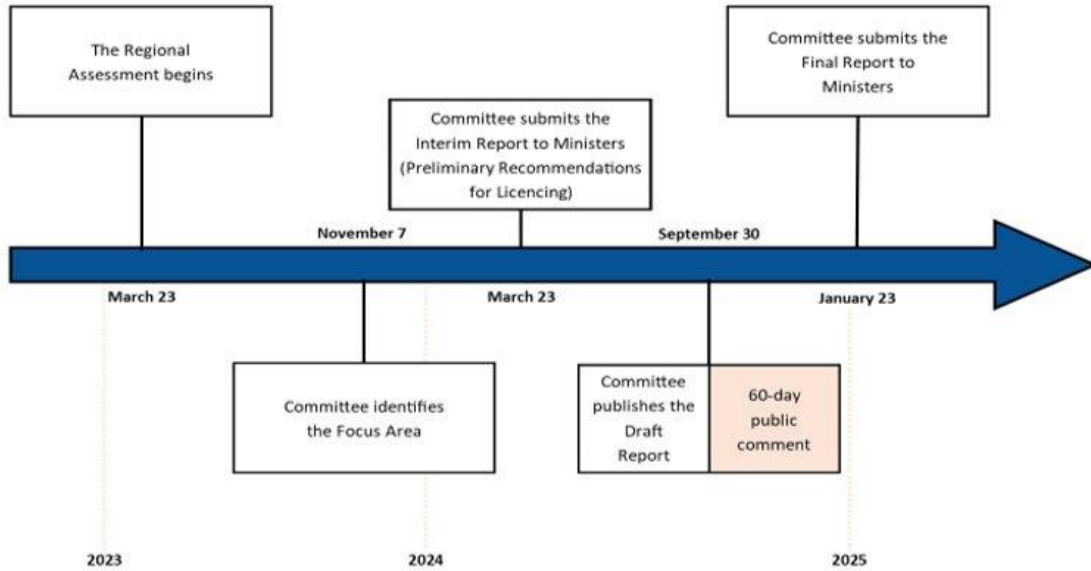 The Regional
Assessment begins
Committee submits the
Final Report to
Ministers
Committee submits the
Interim Report to Ministers
(Preliminary Recommendations
for Licencing)
November 7
September 30
March 23
March 23
January 23
Committee identifies
the Focus Area
Committee
publishes the
Draft
Report
60-day
public
comment
2023
2024
2025